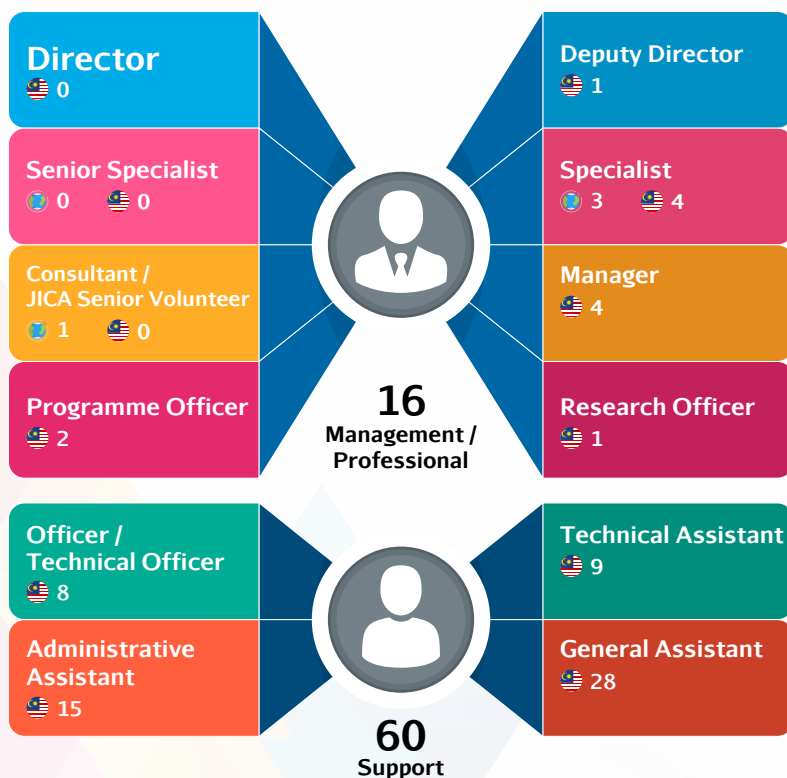 Director
0
Deputy Director
1
Senior Specialist
0 0
Specialist
3 4
Consultant /
JICA Senior Volunteer
1 0
Manager
4
Programme Officer
2
Research Officer
1
16
Management /
Professional
Officer /
Technical Officer
8
Technical Assistant
9
Administrative
Assistant
15
General Assistant
28
60
Support